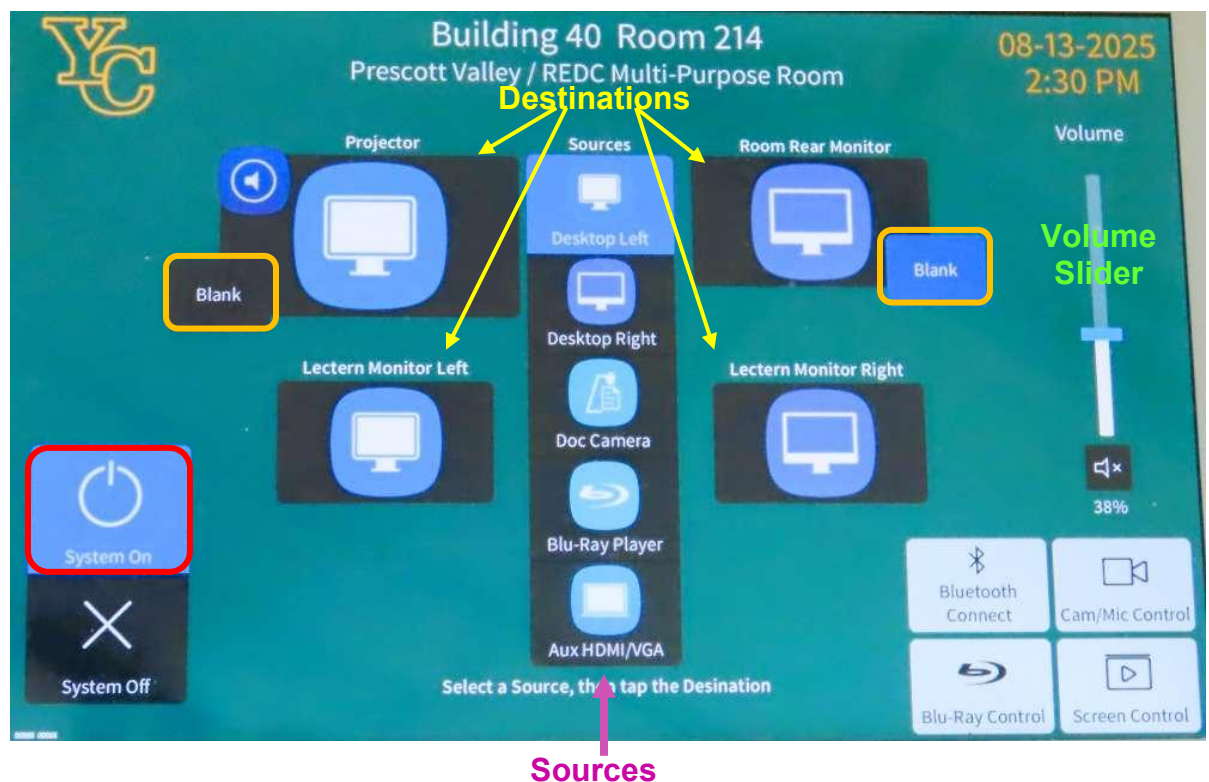 YC
Building 40 Room 214
Prescott Valley / REDC Multi-Purpose Room
08-13-2025
2:30 PM
Destinations
Projector
Sources
Room Rear Monitor
Volume
Desktop Left
Blank
Blank
Volume
Slider
Desktop Right
Lectern Monitor Left
Lectern Monitor Right
Doc Camera
38%
System On
Blu-Ray Player
Bluetooth
Connect
Cam/Mic Control
Aux HDMI/VGA
System Off
Select a Source, then tap the Desination
Blu-Ray Control
Screen Control
Sources